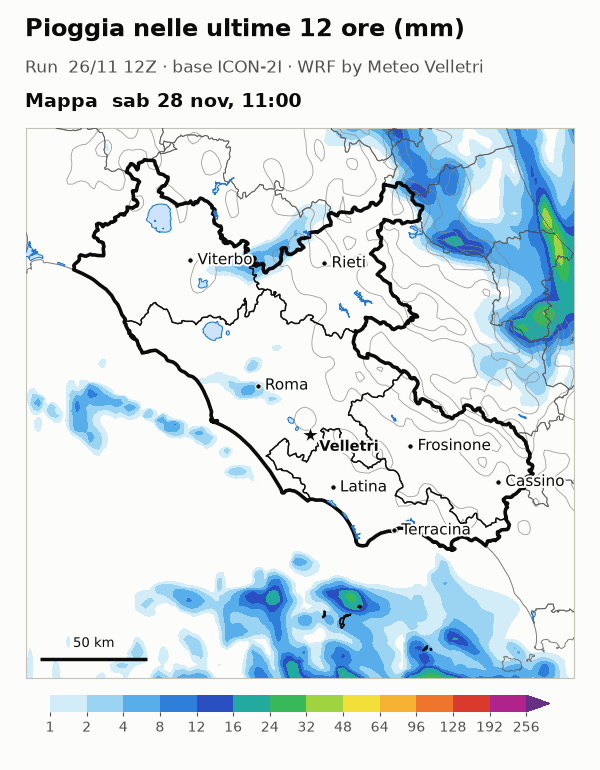 Pioggia nelle ultime 12 ore (mm)
Run  26/11 12Z · base ICON-2I · WRF by Meteo Velletri
Mappa  sab 28 nov, 11:00
Viterbo
Rieti
Roma
Velletri
Frosinone
Latina
Cassino
Terracina
50 km
1 2 4 8 12 16 24 32 48 64 96 128 192 256